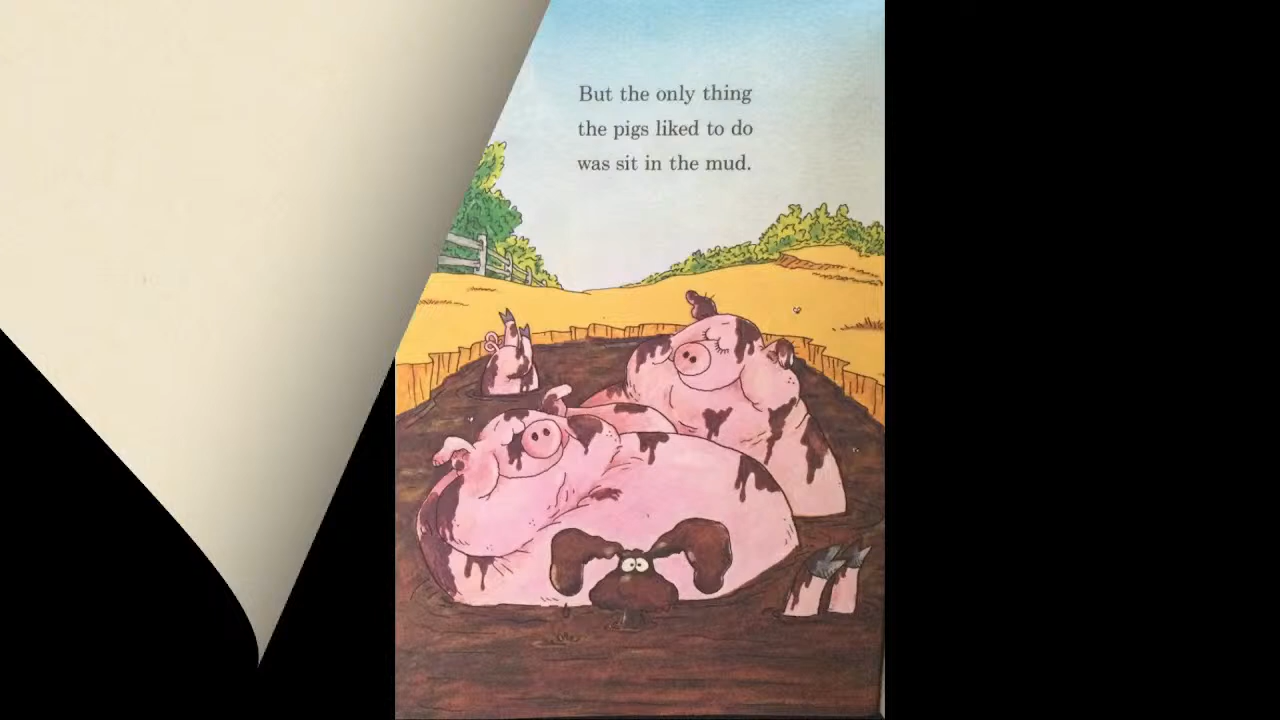 But the only thing
the pigs liked to do
was sit in the mud.